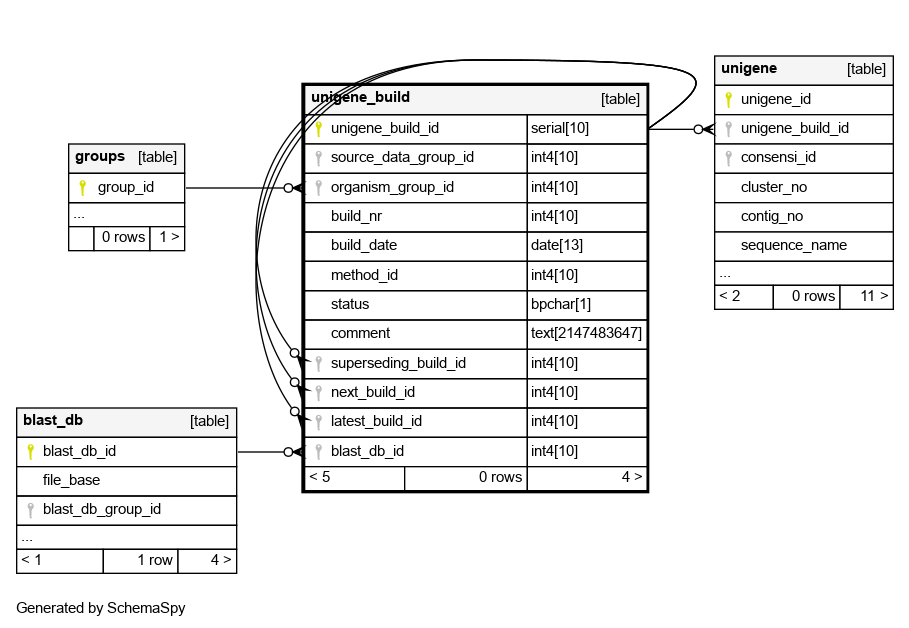 groups [table]
group_id
...
0 rows 1 >
blast_db [table]
blast_db_id
file_base
blast_db_group_id
...
< 1 1 row 4 >
unigene_build [table]
unigene_build_id serial[10]
source_data_group_id int4[10]
organism_group_id int4[10]
build_nr int4[10]
build_date date[13]
method_id int4[10]
status bpchar[1]
comment text[2147483647]
superseding_build_id int4[10]
next_build_id int4[10]
latest_build_id int4[10]
blast_db_id int4[10]
< 5 0 rows 4 >
unigene [table]
unigene_id
unigene_build_id
consensi_id
cluster_no
contig_no
sequence_name
...
< 2 0 rows 11 >
Generated by SchemaSpy